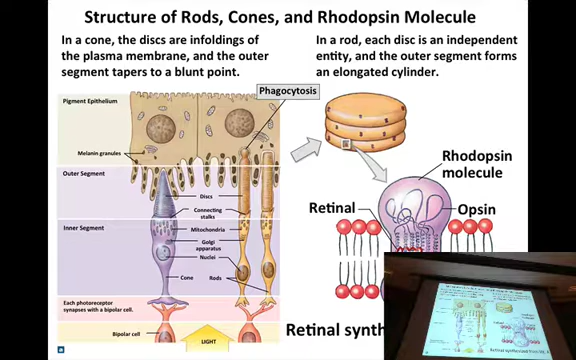 Structure of Rods, Cones, and Rhodopsin Molecule
In a cone, the discs are infoldings of
the plasma membrane, and the outer
segment tapers to a blunt point.
In a rod, each disc is an independent
entity, and the outer segment forms
an elongated cylinder.
Phagocytosis
Pigment Epithelium
Melanin granules
Outer Segment
Discs
Connecting
stalks
Inner Segment
Mitochondria
Golgi
apparatus
Nuclei
Cone
Rods
Each photoreceptor
synapses with a bipolar cell.
Bipolar cell
LIGHT
Rhodopsin
molecule
Retinal
Opsin
Retinal synth